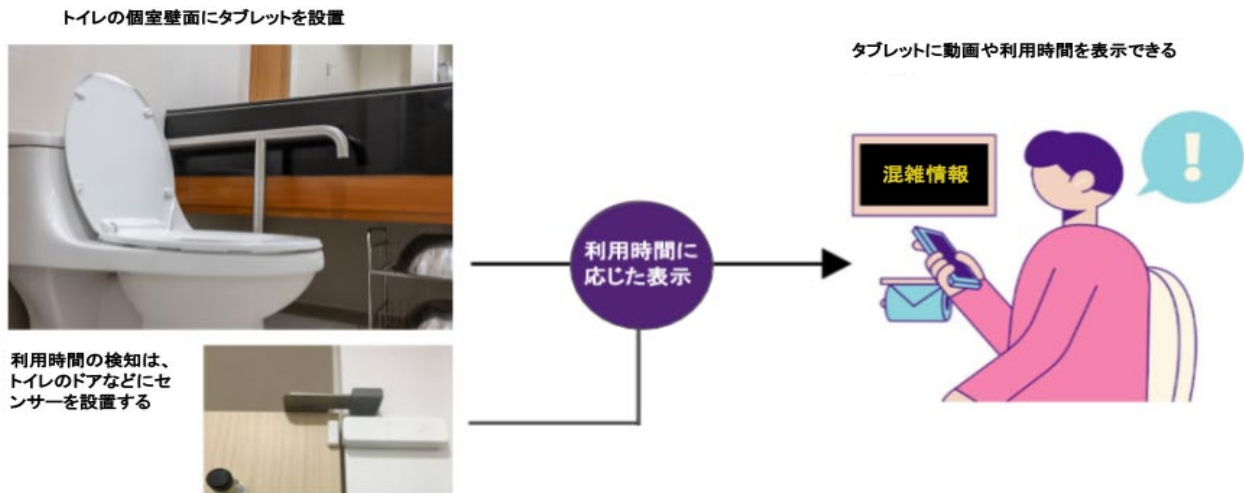 トイレの個室壁面にタブレットを設置
タブレットに動画や利用時間を表示できる
混雑情報
利用時間に
応じた表示
利用時間の検知は、
トイレのドアなどにセ
ンサーを設置する